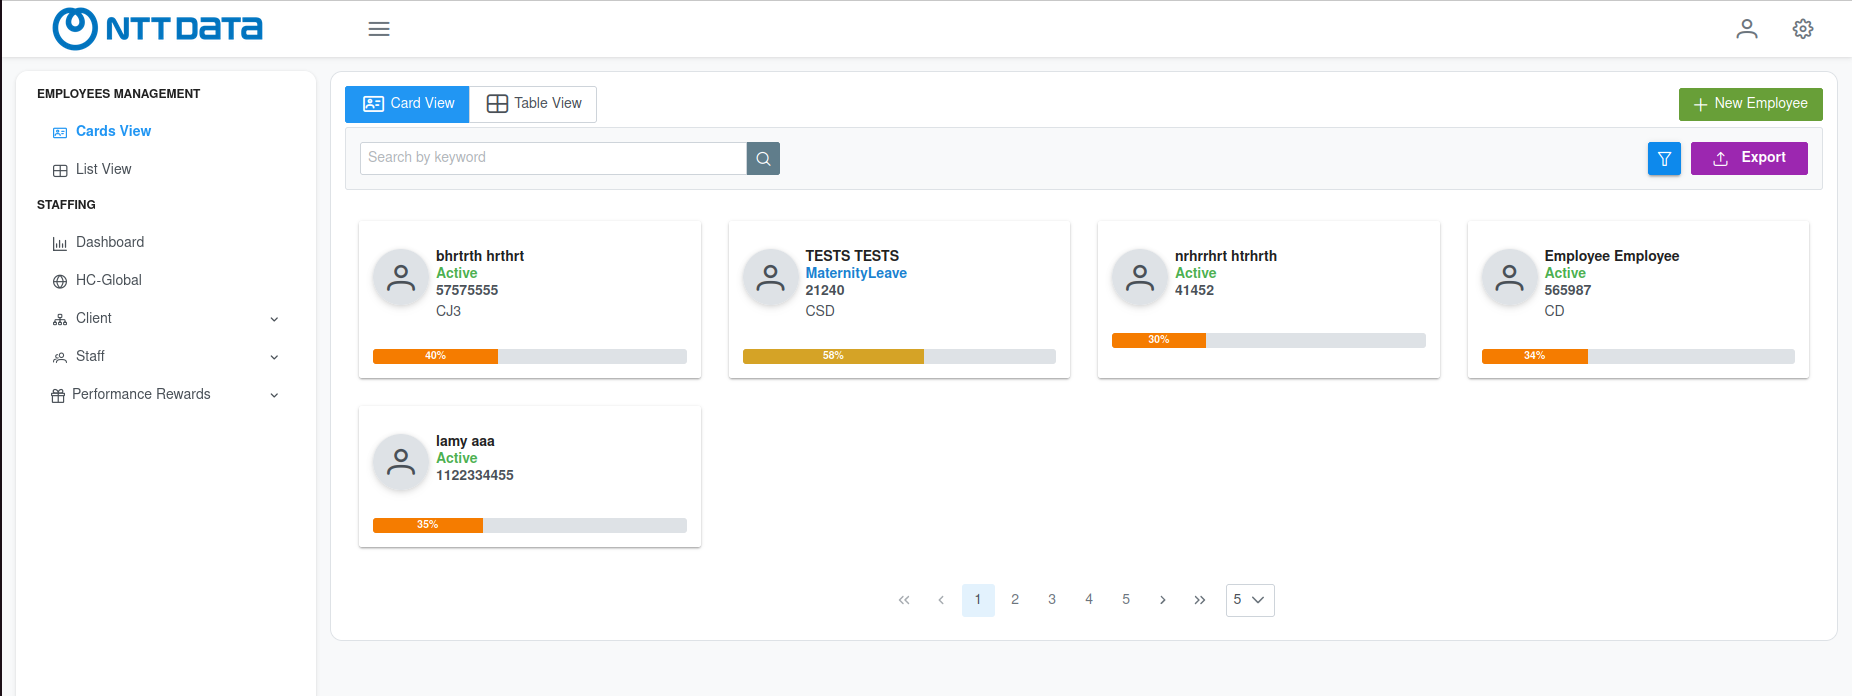 NTT DATA
EMPLOYEES MANAGEMENT
Cards View
List View
STAFFING
Dashboard
HC-Global
Client
Staff
Performance Rewards
Card View
Table View
New Employee
Search by keyword
Export
bhrtrth hrthrt
Active
57575555
CJ3
40%
TESTS TESTS
MaternityLeave
21240
CSD
58%
nrhrrhrt htrhrth
Active
41452
30%
Employee Employee
Active
565987
CD
34%
lamy aaa
Active
1122334455
35%
1 2 3 4 5 5